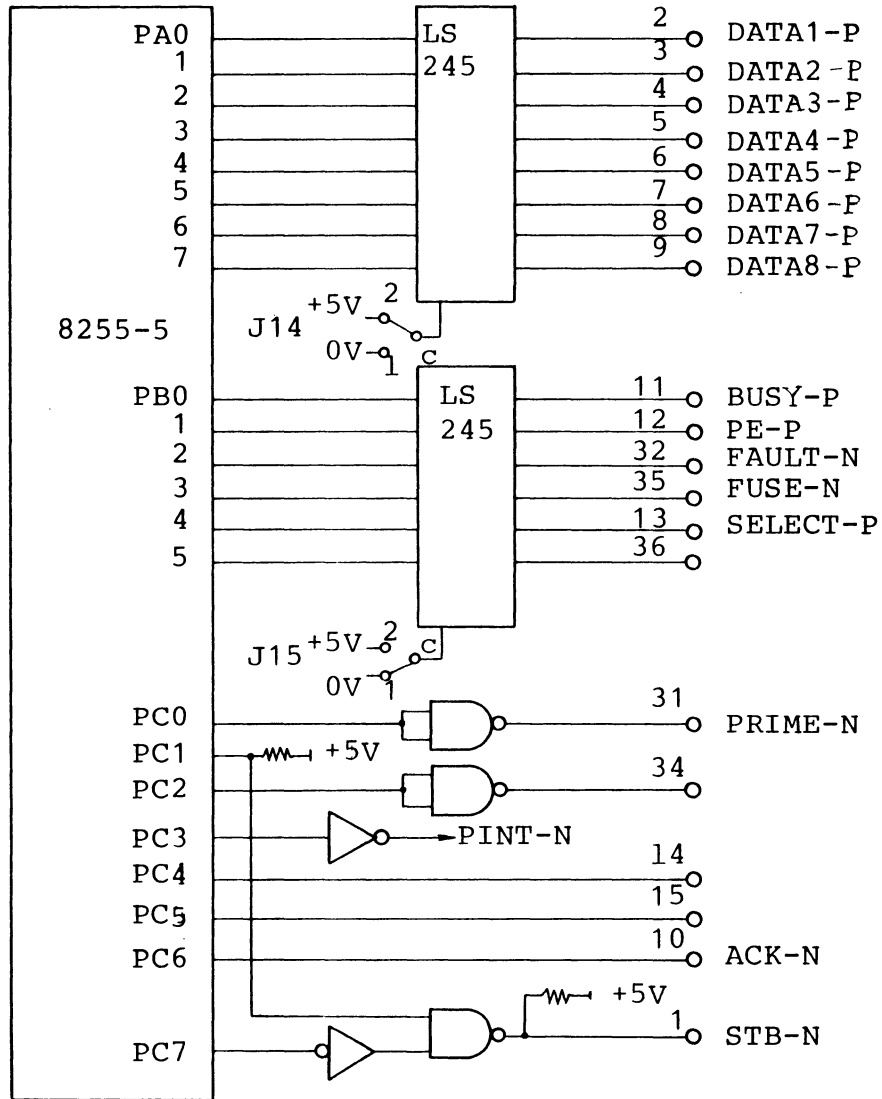 PA0 LS 2 DATA1-P
1 245 3 DATA2-P
2 4 DATA3-P
3 5 DATA4-P
4 6 DATA5-P
5 7 DATA6-P
6 8 DATA7-P
7 9 DATA8-P
8255-5 J14 +5V 2
0V 1 C
PB0 LS 11 BUSY-P
1 245 12 PE-P
2 32 FAULT-N
3 35 FUSE-N
4 13 SELECT-P
5 36
J15 +5V 2 C
0V 1
PC0 31 PRIME-N
PC1 +5V
PC2 34
PC3 PINT-N
PC4 14
PC5 15
PC6 10 ACK-N
+5V
PC7 1 STB-N